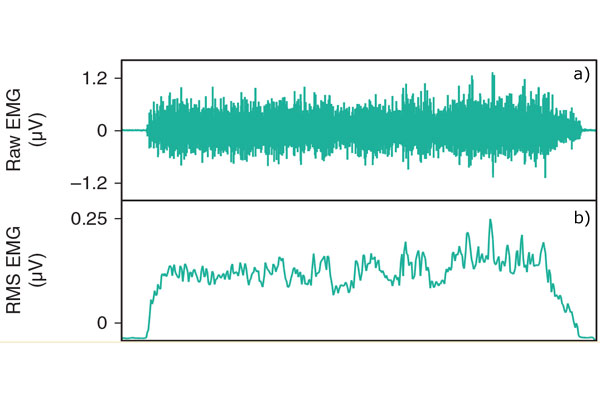 a)
1.2
0
−1.2
Raw EMG
(μV)
b)
0.25
0
RMS EMG
(μV)